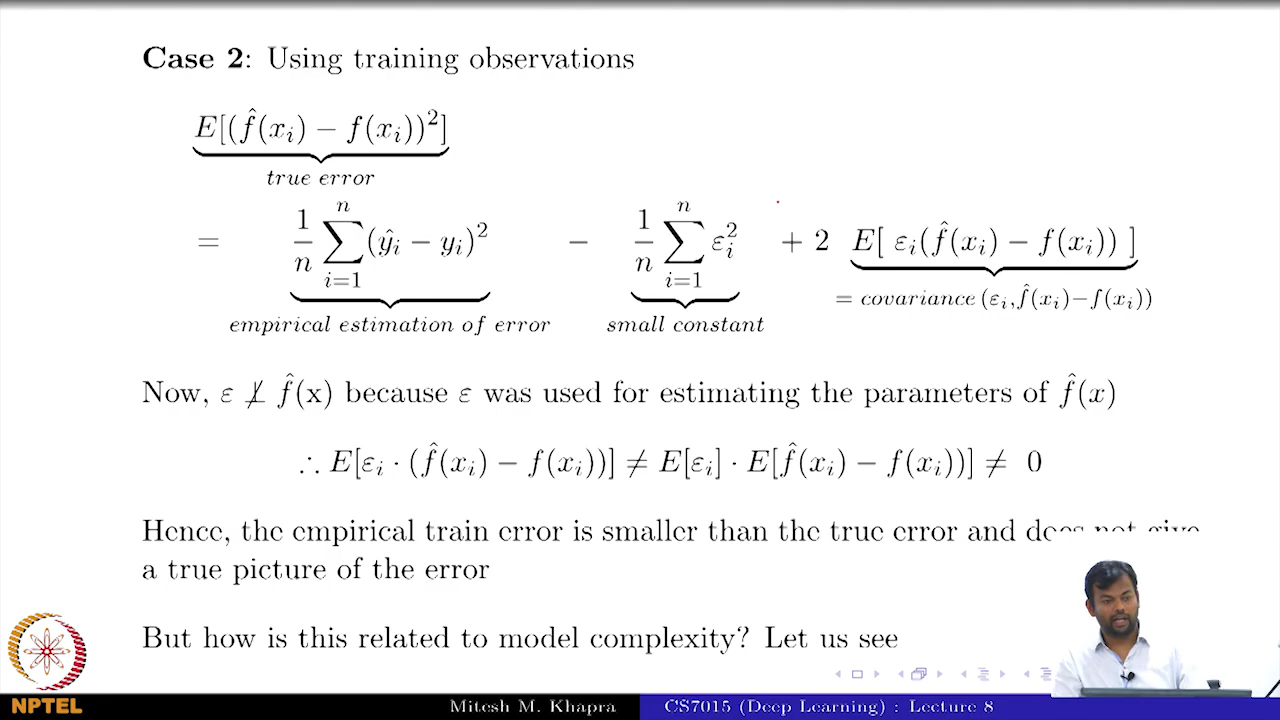 Case 2: Using training observations
E[(f̂(xᵢ) − f(xᵢ))²]
true error
= 1/n ∑ᵢ₌₁ⁿ (ŷᵢ − yᵢ)² − 1/n ∑ᵢ₌₁ⁿ εᵢ² + 2 E[ εᵢ(f̂(xᵢ) − f(xᵢ)) ]
empirical estimation of error small constant = covariance (εᵢ, f̂(xᵢ)−f(xᵢ))
Now, ε ⊥̸ f̂(x) because ε was used for estimating the parameters of f̂(x)
∴ E[εᵢ · (f̂(xᵢ) − f(xᵢ))] ≠ E[εᵢ] · E[f̂(xᵢ) − f(xᵢ))] ≠ 0
Hence, the empirical train error is smaller than the true error and does not give
a true picture of the error
But how is this related to model complexity? Let us see
NPTEL
Mitesh M. Khapra CS7015 (Deep Learning) : Lecture 8